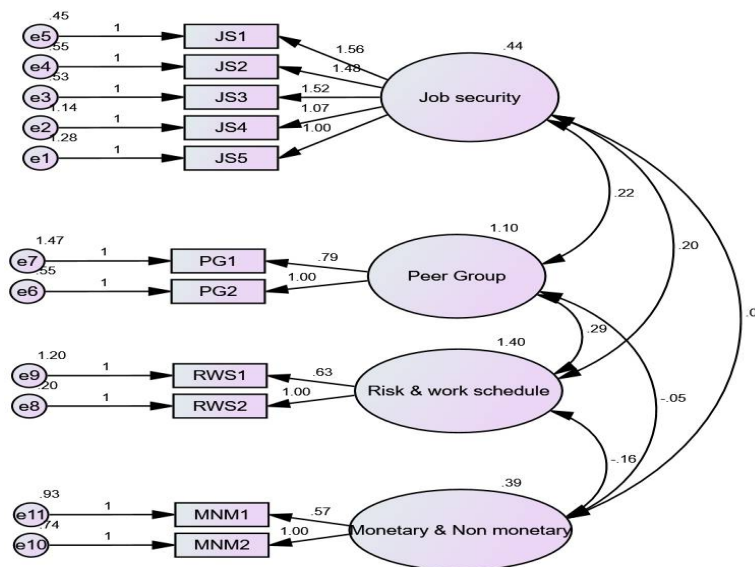 .45
e5 1 JS1
.55
e4 JS2
.53
e3 1 JS3
1.14
e2 1 JS4
1.28
e1 1 JS5
1.56
1.48
1.52
1.07
1.00
.44
Job security
1.47
e7 1 PG1
.55
e6 1 PG2
.79
1.00
1.10
Peer Group
.22
.20
1.20
e9 1 RWS1
.20
e8 1 RWS2
.63
1.00
1.40
Risk & work schedule
.29
-.05
-.16
.93
e11 1 MNM1
.74
e10 1 MNM2
.57
1.00
.39
Monetary & Non monetary